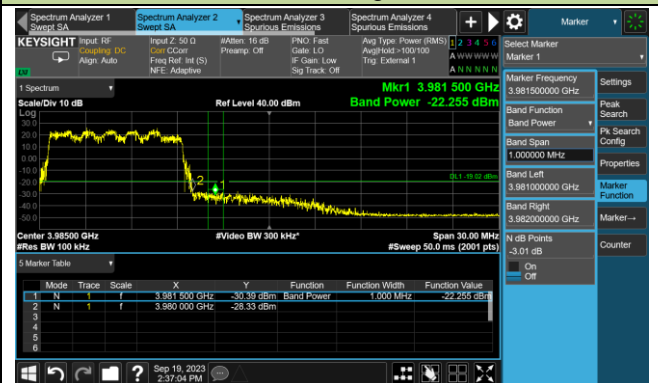 Spectrum Analyzer 1
Swept SA
Spectrum Analyzer 2
Swept SA
Spectrum Analyzer 3
Spurious Emissions
Spectrum Analyzer 4
Spurious Emissions
Marker
KEYSIGHT
Input: RF
Coupling: DC
Align: Auto
Input Z: 50 Ω
Corr CCorr
Freq Ref: Int (S)
NFE: Adaptive
#Atten: 16 dB
Preamp: Off
PNO: Fast
Gate: LO
IF Gain: Low
Sig Track: Off
Avg Type: Power (RMS)
Avg|Hold:>100/100
Trig: External 1
1 2 3 4 5 6
A W W W W W
A N N N N N
LNI
Select Marker
Marker 1
1 Spectrum
Scale/Div 10 dB
Ref Level 40.00 dBm
Mkr1 3.981 500 GHz
Band Power -22.255 dBm
Log
30.0
20.0
10.0
0.00
-10.0
-20.0
-30.0
-40.0
-50.0
2
1
DL1 -19.02 dBm
Center 3.98500 GHz
#Res BW 100 kHz
#Video BW 300 kHz*
Span 30.00 MHz
#Sweep 50.0 ms (2001 pts)
5 Marker Table
Mode Trace Scale X Y Function Function Width Function Value
1 N 1 f 3.981 500 GHz -30.39 dBm Band Power 1.000 MHz -22.255 dBm
2 N 1 f 3.980 000 GHz -28.33 dBm
3
4
5
6
Marker Frequency
3.981500000 GHz
Band Function
Band Power
Band Span
1.000000 MHz
Band Left
3.981000000 GHz
Band Right
3.982000000 GHz
N dB Points
-3.01 dB
On
Off
Settings
Peak
Search
Pk Search
Config
Properties
Marker
Function
Marker→
Counter
?
Sep 19, 2023
2:37:04 PM